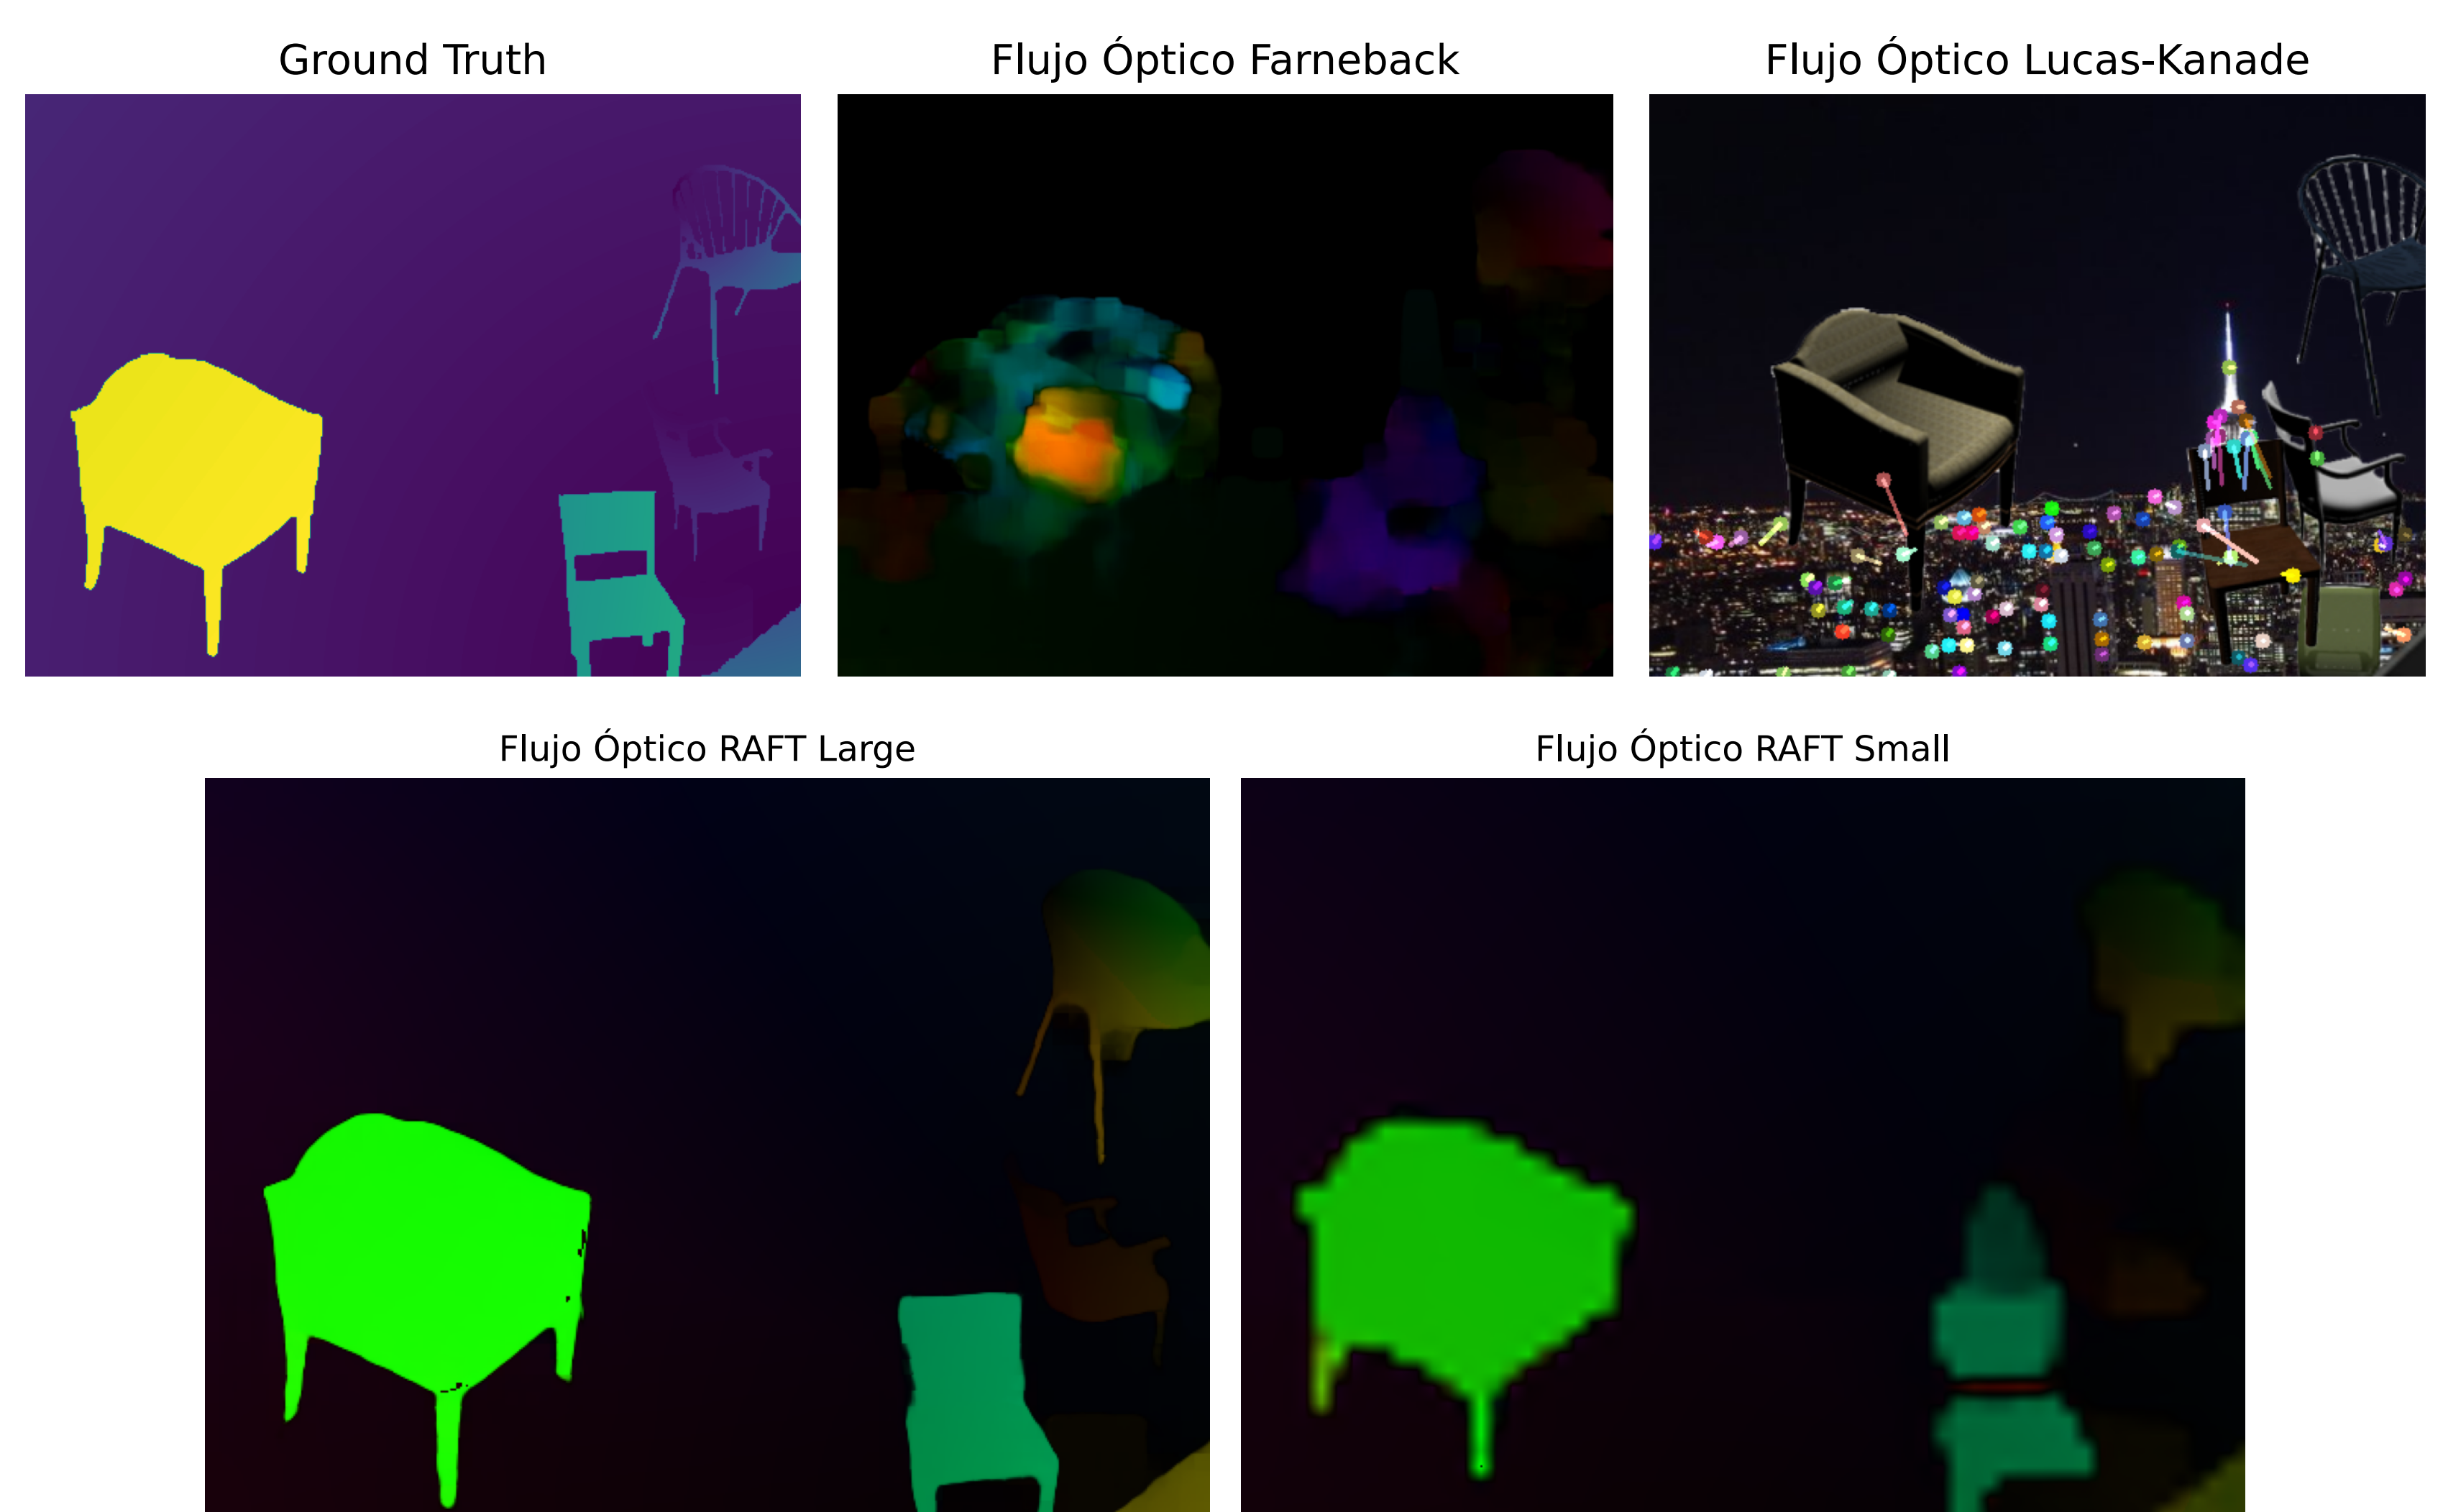 Ground Truth
Flujo Óptico Farneback
Flujo Óptico Lucas-Kanade
Flujo Óptico RAFT Large
Flujo Óptico RAFT Small